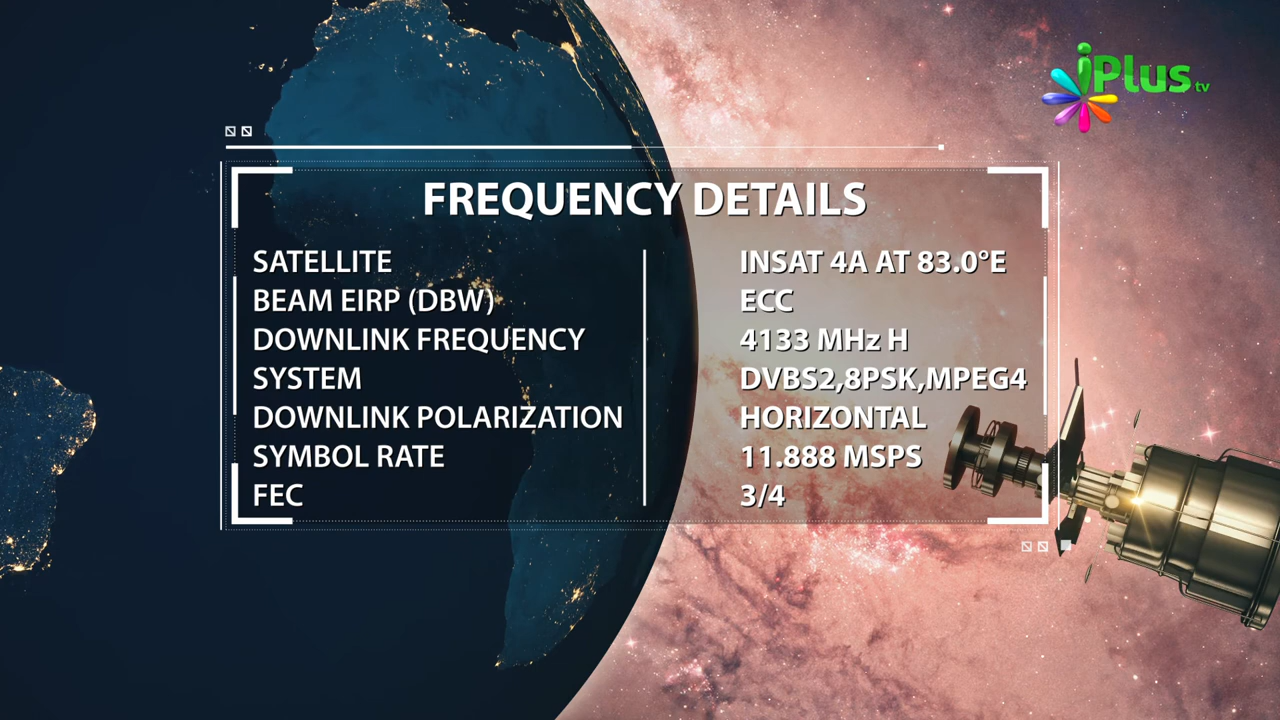 iPlus tv
FREQUENCY DETAILS
SATELLITE INSAT 4A AT 83.0°E
BEAM EIRP (DBW) ECC
DOWNLINK FREQUENCY 4133 MHz H
SYSTEM DVBS2,8PSK,MPEG4
DOWNLINK POLARIZATION HORIZONTAL
SYMBOL RATE 11.888 MSPS
FEC 3/4